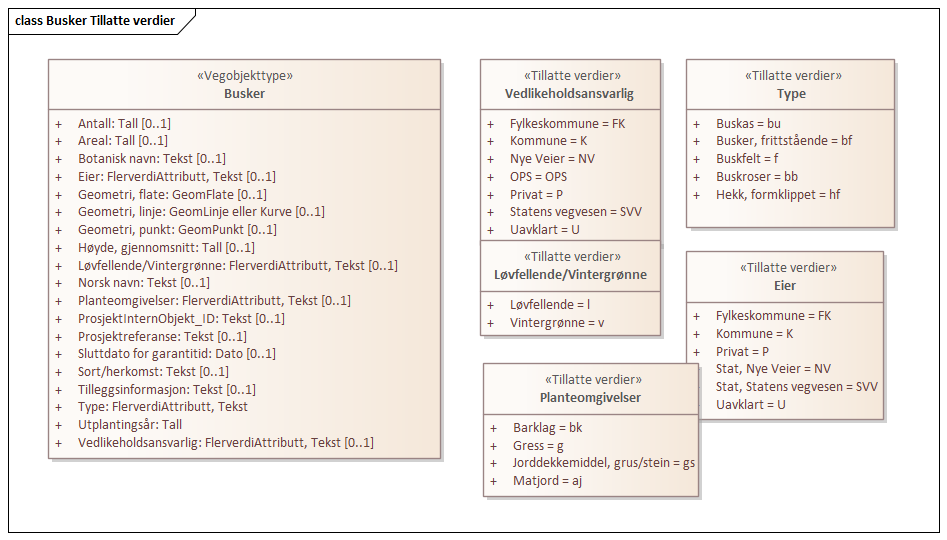 class Busker Tillatte verdier
«Vegobjekttype»
Busker
+ Antall: Tall [0..1]
+ Areal: Tall [0..1]
+ Botanisk navn: Tekst [0..1]
+ Eier: FlerverdiAttributt, Tekst [0..1]
+ Geometri, flate: GeomFlate [0..1]
+ Geometri, linje: GeomLinje eller Kurve [0..1]
+ Geometri, punkt: GeomPunkt [0..1]
+ Høyde, gjennomsnitt: Tall [0..1]
+ Løvfellende/Vintergrønne: FlerverdiAttributt, Tekst [0..1]
+ Norsk navn: Tekst [0..1]
+ Planteomgivelser: FlerverdiAttributt, Tekst [0..1]
+ ProsjektInternObjekt_ID: Tekst [0..1]
+ Prosjektreferanse: Tekst [0..1]
+ Sluttdato for garantitid: Dato [0..1]
+ Sort/herkomst: Tekst [0..1]
+ Tilleggsinformasjon: Tekst [0..1]
+ Type: FlerverdiAttributt, Tekst
+ Utplantingsår: Tall
+ Vedlikeholdsansvarlig: FlerverdiAttributt, Tekst [0..1]
«Tillatte verdier»
Vedlikeholdsansvarlig
+ Fylkeskommune = FK
+ Kommune = K
+ Nye Veier = NV
+ OPS = OPS
+ Privat = P
+ Statens vegvesen = SVV
+ Uavklart = U
«Tillatte verdier»
Løvfellende/Vintergrønne
+ Løvfellende = l
+ Vintergrønne = v
«Tillatte verdier»
Planteomgivelser
+ Barklag = bk
+ Gress = g
+ Jorddekkemiddel, grus/stein = gs
+ Matjord = aj
«Tillatte verdier»
Type
+ Buskas = bu
+ Busker, frittstående = bf
+ Buskfelt = f
+ Buskroser = bb
+ Hekk, formklippet = hf
«Tillatte verdier»
Eier
+ Fylkeskommune = FK
+ Kommune = K
+ Privat = P
Stat, Nye Veier = NV
Stat, Statens vegvesen = SVV
Uavklart = U